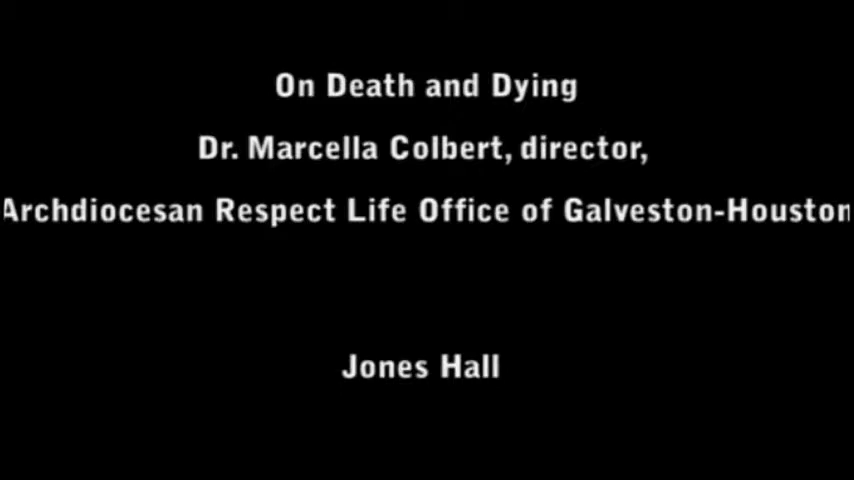 On Death and Dying
Dr. Marcella Colbert, director,
Archdiocesan Respect Life Office of Galveston-Houston
Jones Hall